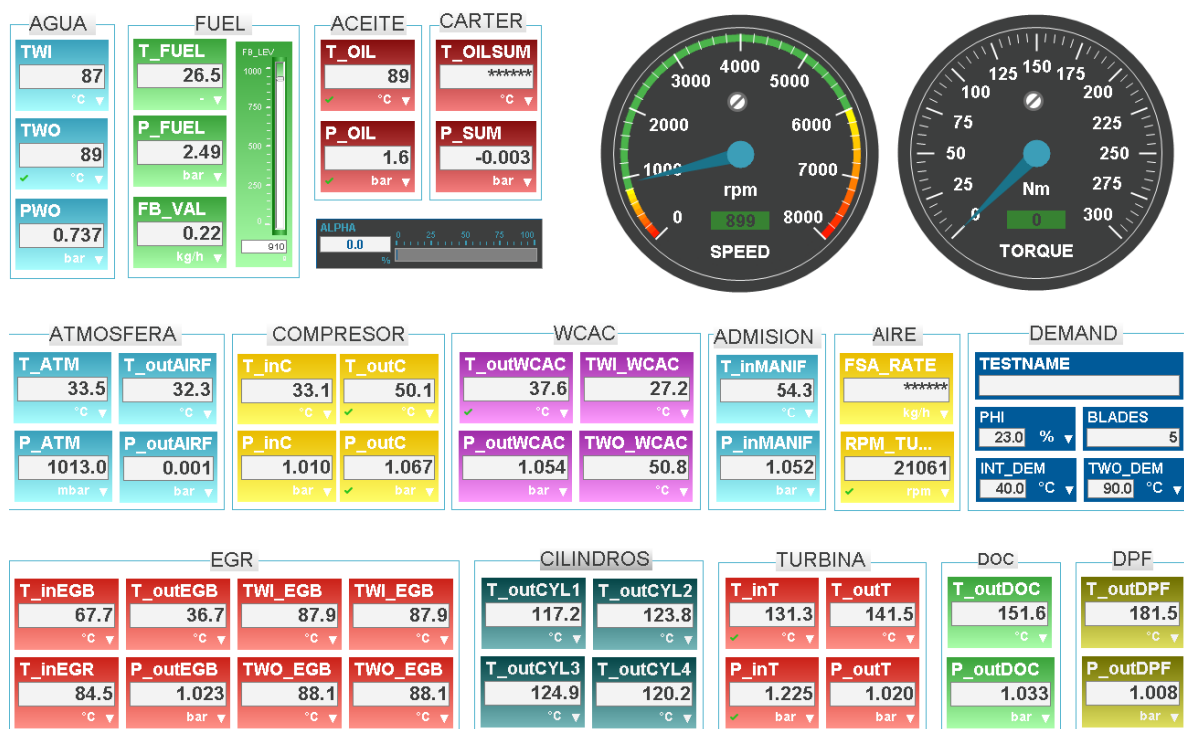 AGUA FUEL ACEITE CARTER
TWI T_FUEL FB_LEV T_OIL T_OILSUM
87 26.5 1000 89 ******
°C - °C °C
750
TWO P_FUEL P_OIL P_SUM
89 2.49 500 1.6 -0.003
°C bar bar bar
250
PWO FB_VAL
0.737 0.22 0
bar kg/h 910
ALPHA
0.0 %
0 25 50 75 100
0 1000 2000 3000 4000 5000 6000 7000 8000
rpm
899
SPEED
0 25 50 75 100 125 150 175 200 225 250 275 300
Nm
0
TORQUE
ATMOSFERA COMPRESOR WCAC ADMISION AIRE DEMAND
T_ATM T_outAIRF T_inC T_outC T_outWCAC TWI_WCAC T_inMANIF FSA_RATE TESTNAME
33.5 32.3 33.1 50.1 37.6 27.2 54.3 ******
°C °C °C °C °C °C °C kg/h
PHI BLADES
23.0 % 5
P_ATM P_outAIRF P_inC P_outC P_outWCAC TWO_WCAC P_inMANIF RPM_TU...
1013.0 0.001 1.010 1.067 1.054 50.8 1.052 21061
mbar bar bar bar bar °C bar rpm
INT_DEM TWO_DEM
40.0 °C 90.0 °C
EGR CILINDROS TURBINA DOC DPF
T_inEGB T_outEGB TWI_EGB TWI_EGB T_outCYL1 T_outCYL2 T_inT T_outT T_outDOC T_outDPF
67.7 36.7 87.9 87.9 117.2 123.8 131.3 141.5 151.6 181.5
°C °C °C °C °C °C °C °C °C °C
T_inEGR P_outEGB TWO_EGB TWO_EGB T_outCYL3 T_outCYL4 P_inT P_outT P_outDOC P_outDPF
84.5 1.023 88.1 88.1 124.9 120.2 1.225 1.020 1.033 1.008
°C bar °C °C °C °C bar bar bar bar